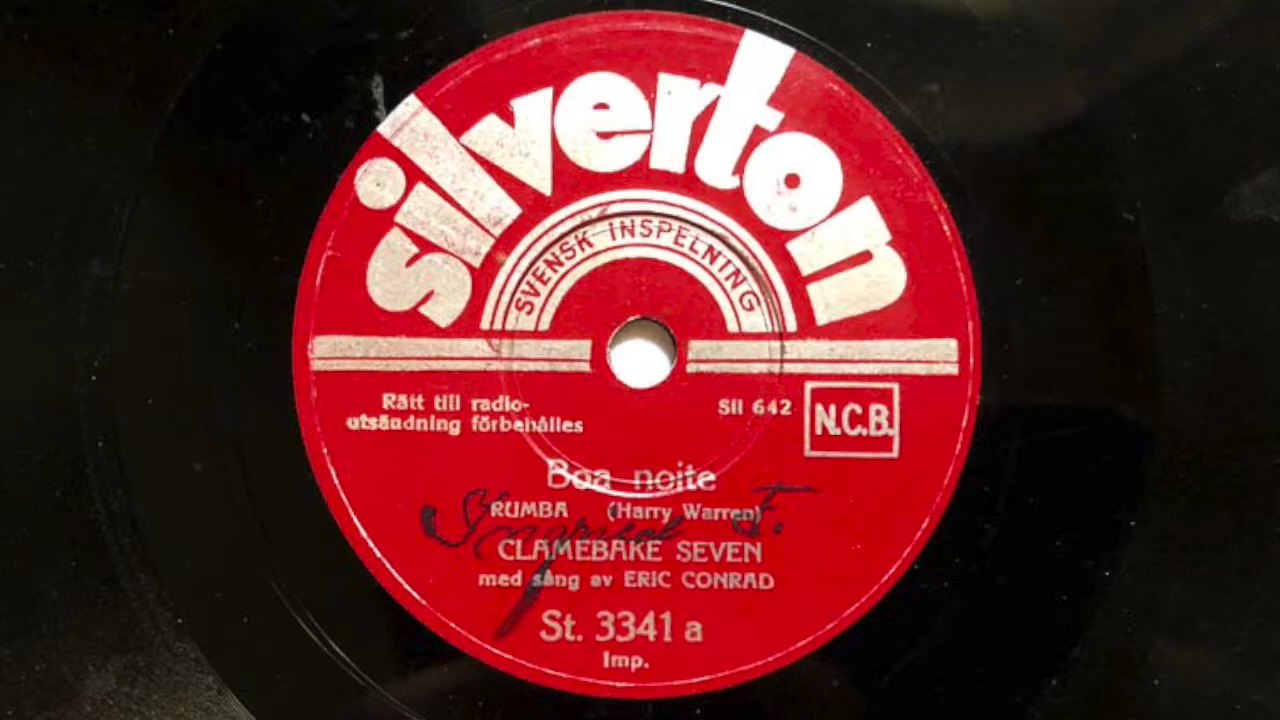 silverton
SVENSK INSPELNING
Rätt till radio-
utsändning förbehålles
Sil 642
N.C.B.
Boa noite
RUMBA (Harry Warren)
CLAMEBAKE SEVEN
med sång av ERIC CONRAD
St. 3341 a
Imp.